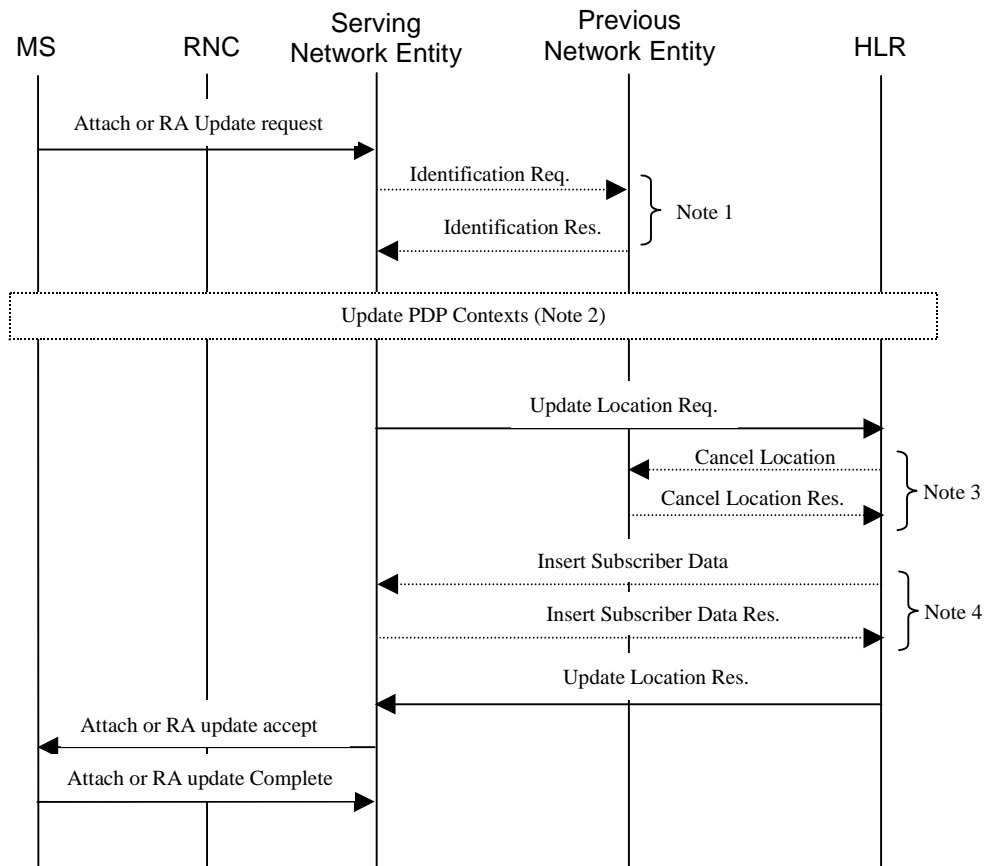 MS
RNC
Serving
Network Entity
Previous
Network Entity
HLR
Attach or RA Update request
Identification Req.
Note 1
Identification Res.
Update PDP Contexts (Note 2)
Update Location Req.
Cancel Location
Note 3
Cancel Location Res.
Insert Subscriber Data
Note 4
Insert Subscriber Data Res.
Update Location Res.
Attach or RA update accept
Attach or RA update Complete